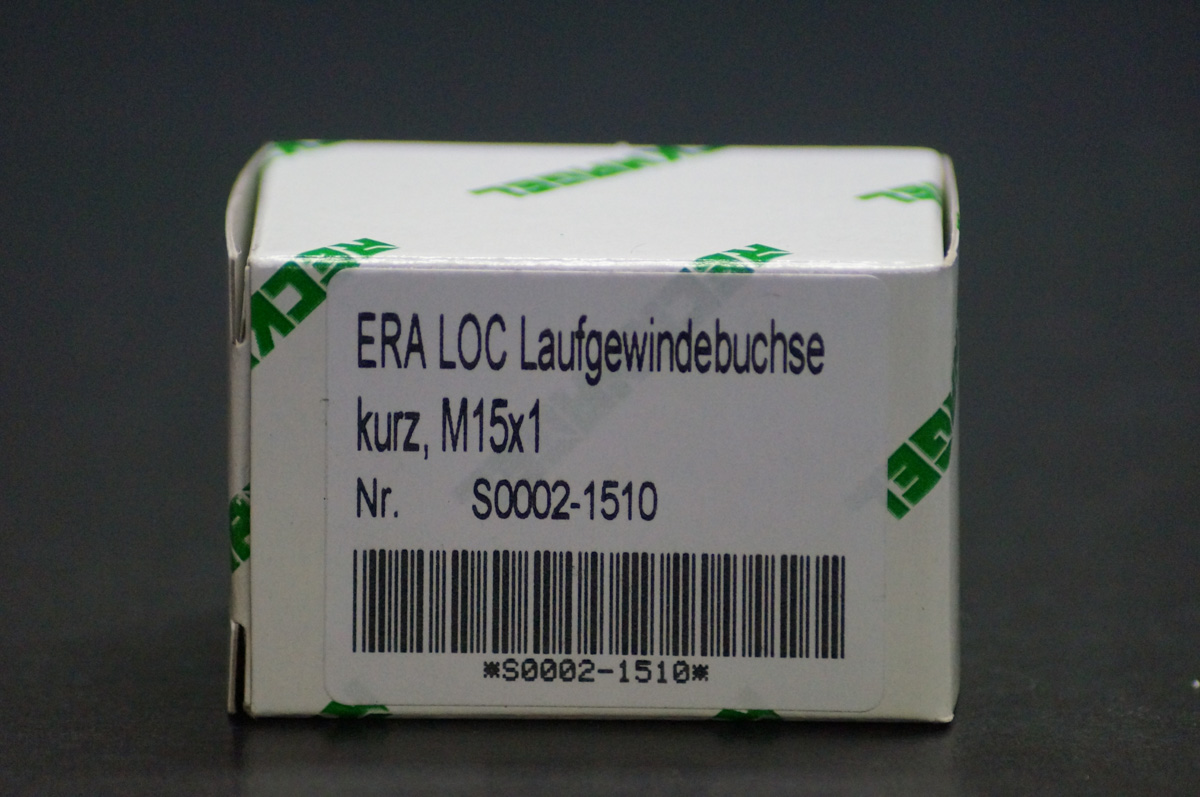 ERA LOC Laufgewindebuchse
kurz, M15x1
Nr. S0002-1510
*S0002-1510*